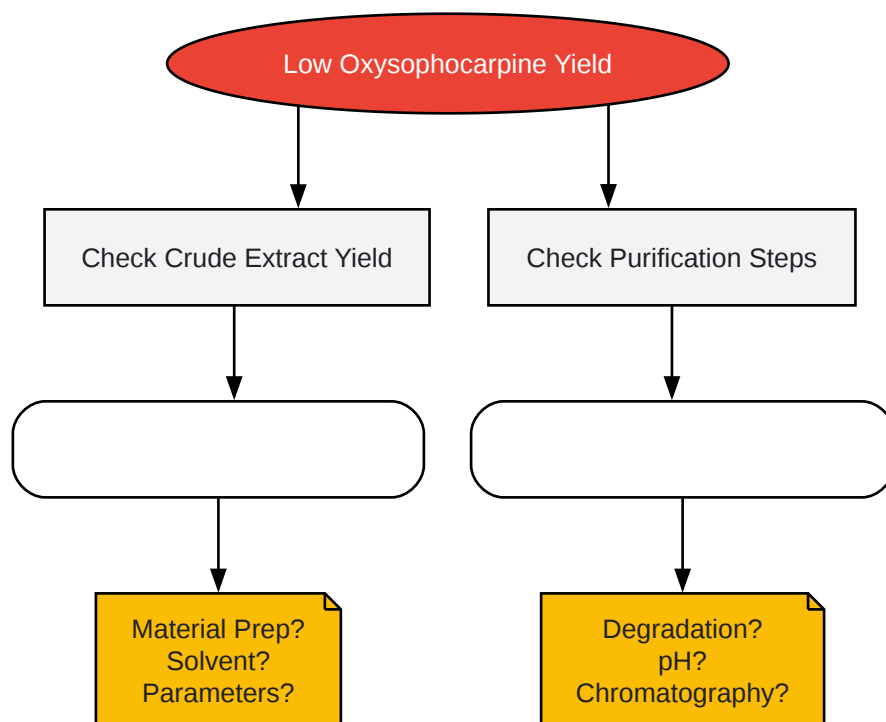 Low Oxysophocarpine Yield
Check Crude Extract Yield
Check Purification Steps
Material Prep?
Solvent?
Parameters?
Degradation?
pH?
Chromatography?